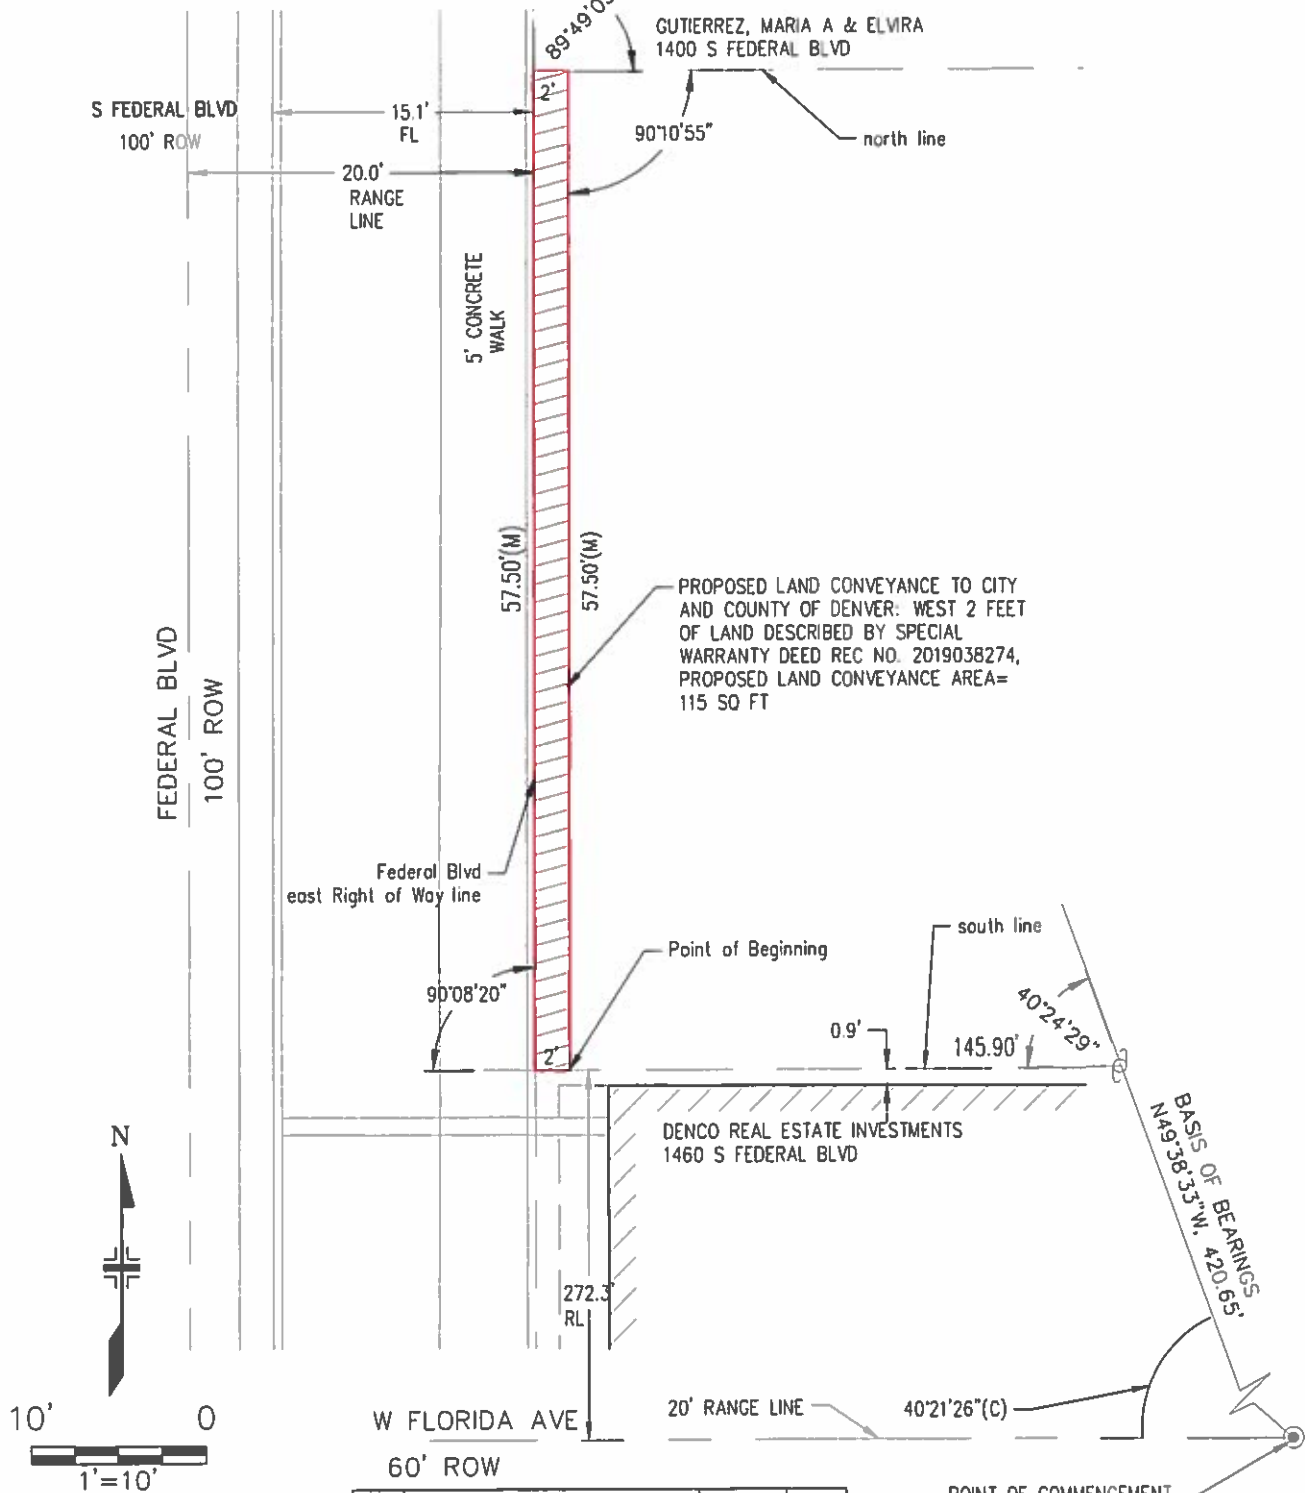 89°49'05"
GUTIERREZ, MARIA A & ELVIRA
1400 S FEDERAL BLVD
S FEDERAL BLVD
100' ROW
15.1'
FL
2'
90°10'55"
north line
20.0'
RANGE
LINE
5' CONCRETE
WALK
57.50'(M)
57.50'(M)
PROPOSED LAND CONVEYANCE TO CITY
AND COUNTY OF DENVER: WEST 2 FEET
OF LAND DESCRIBED BY SPECIAL
WARRANTY DEED REC NO. 2019038274,
PROPOSED LAND CONVEYANCE AREA=
115 SQ FT
FEDERAL BLVD
100' ROW
Federal Blvd
east Right of Way line
Point of Beginning
south line
90°08'20"
40°24'29"
2'
0.9'
145.90'
DENCO REAL ESTATE INVESTMENTS
1460 S FEDERAL BLVD
BASIS OF BEARINGS
N49°38'33"W, 420.65'
N
272.3'
RL
10' 0
1'=10'
W FLORIDA AVE
60' ROW
20' RANGE LINE
40°21'26"(C)
POINT OF COMMENCEMENT